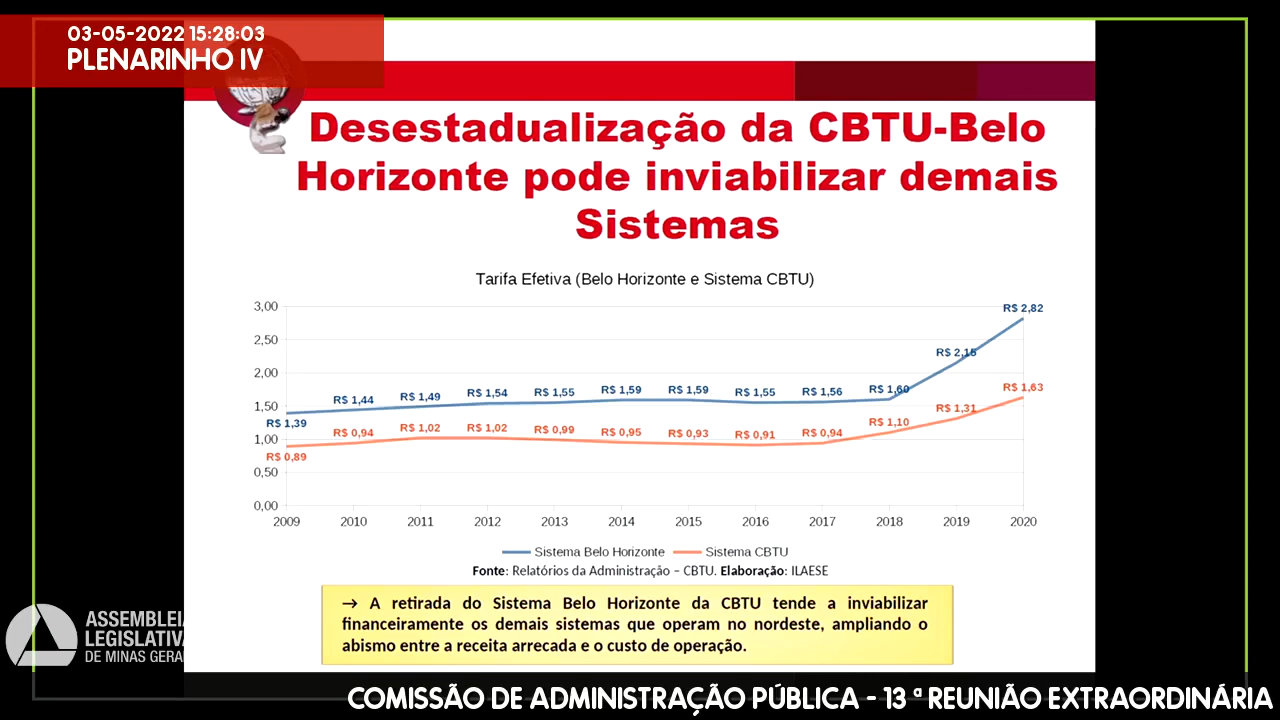 03-05-2022 15:28:03
PLENARINHO IV
Desestadualização da CBTU-Belo
Horizonte pode inviabilizar demais
Sistemas
Tarifa Efetiva (Belo Horizonte e Sistema CBTU)
3,00
2,50
2,00
1,50
1,00
0,50
0,00
R$ 1,39
R$ 1,44
R$ 1,49
R$ 1,54
R$ 1,55
R$ 1,59
R$ 1,59
R$ 1,55
R$ 1,56
R$ 1,60
R$ 2,15
R$ 2,82
R$ 0,89
R$ 0,94
R$ 1,02
R$ 1,02
R$ 0,99
R$ 0,95
R$ 0,93
R$ 0,91
R$ 0,94
R$ 1,10
R$ 1,31
R$ 1,63
2009 2010 2011 2012 2013 2014 2015 2016 2017 2018 2019 2020
Sistema Belo Horizonte Sistema CBTU
Fonte: Relatórios da Administração – CBTU. Elaboração: ILAESE
→ A retirada do Sistema Belo Horizonte da CBTU tende a inviabilizar
financeiramente os demais sistemas que operam no nordeste, ampliando o
abismo entre a receita arrecada e o custo de operação.
ASSEMBLEIA
LEGISLATIVA
DE MINAS GERAI
COMISSÃO DE ADMINISTRAÇÃO PÚBLICA - 13 ª REUNIÃO EXTRAORDINÁRIA